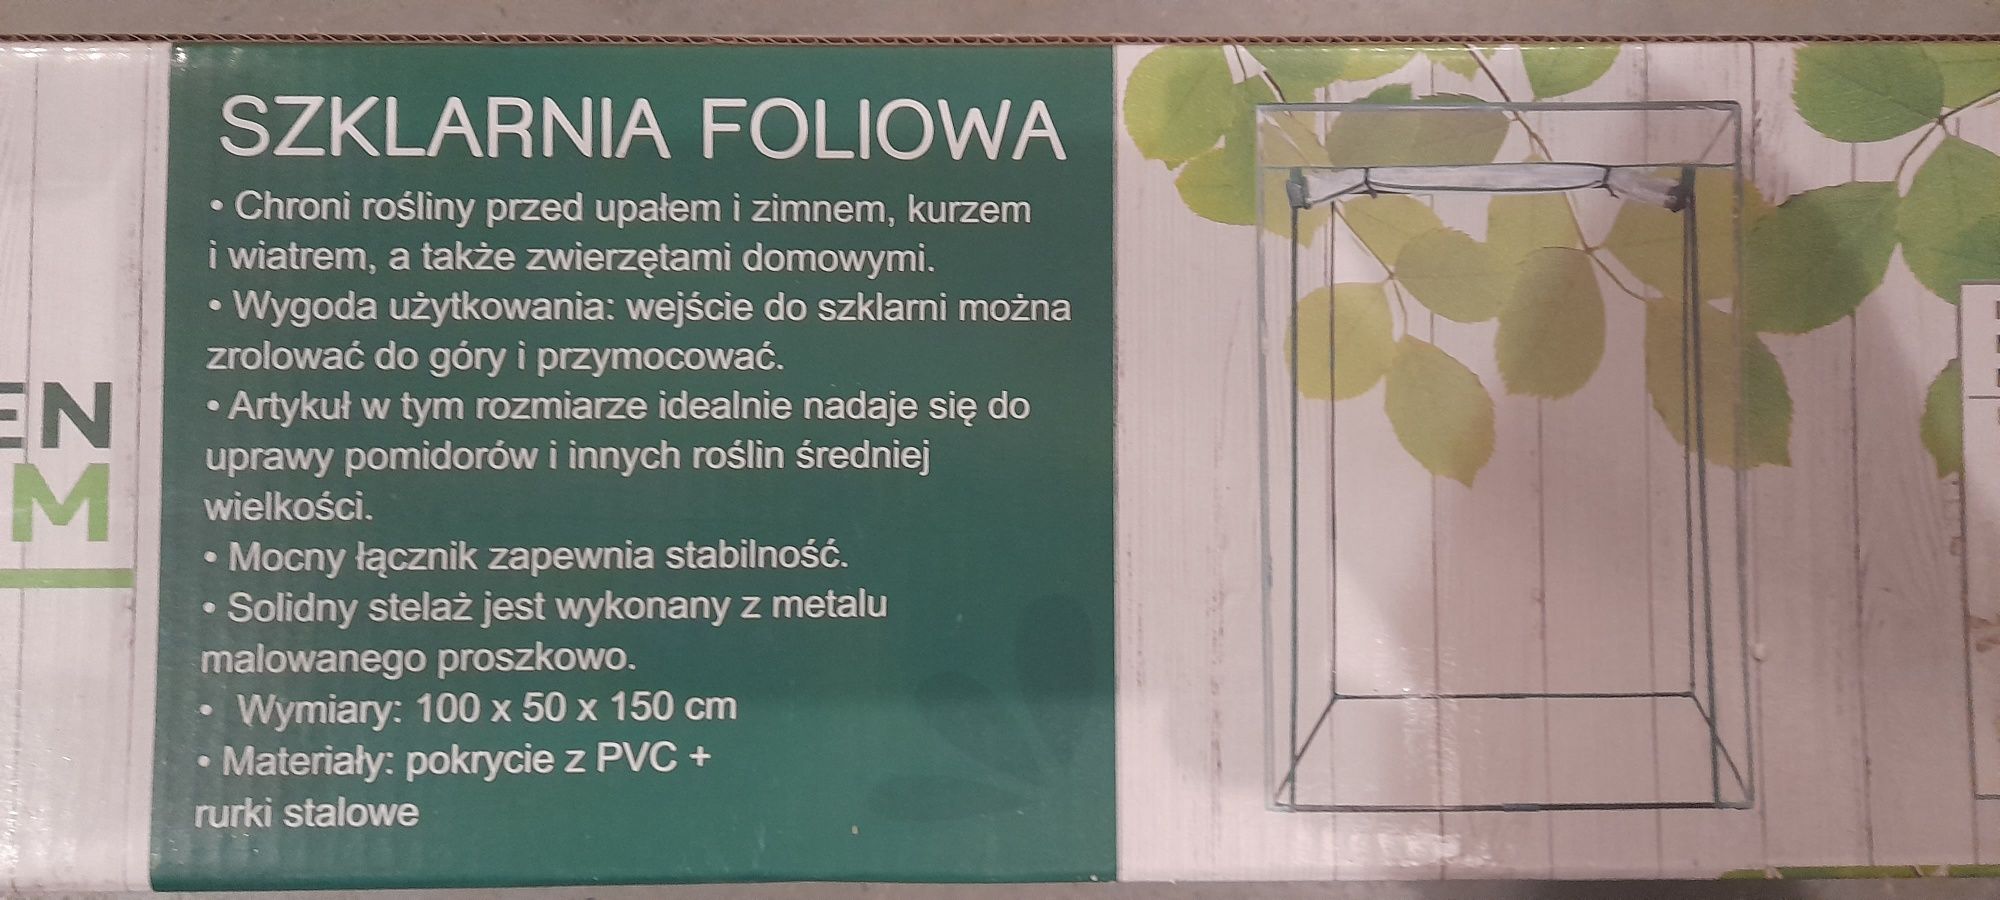 SZKLARNIA FOLIOWA
• Chroni rośliny przed upałem i zimnem, kurzem
i wiatrem, a także zwierzętami domowymi.
• Wygoda użytkowania: wejście do szklarni można
zrolować do góry i przymocować.
• Artykuł w tym rozmiarze idealnie nadaje się do
uprawy pomidorów i innych roślin średniej
wielkości.
• Mocny łącznik zapewnia stabilność.
• Solidny stelaż jest wykonany z metalu
malowanego proszkowo.
• Wymiary: 100 x 50 x 150 cm
• Materiały: pokrycie z PVC +
rurki stalowe
EN
M